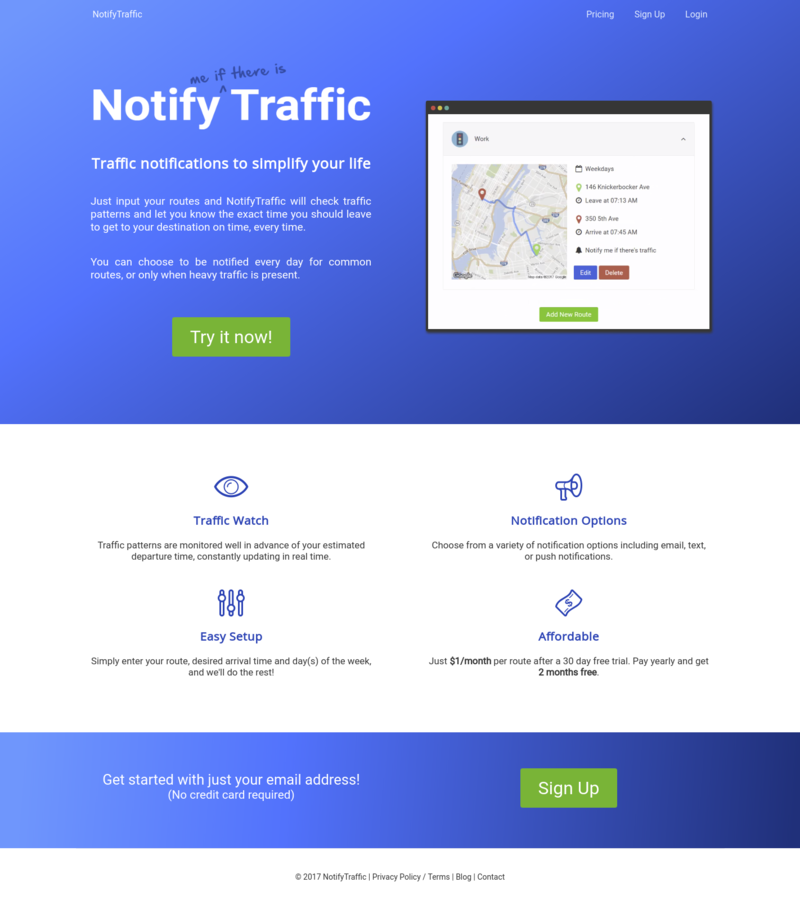 NotifyTraffic
Pricing
Sign Up
Login
me if there is
^
Notify Traffic
Traffic notifications to simplify your life
Just input your routes and NotifyTraffic will check traffic
patterns and let you know the exact time you should leave
to get to your destination on time, every time.
You can choose to be notified every day for common
routes, or only when heavy traffic is present.
Try it now!
Work
Weekdays
146 Knickerbocker Ave
Leave at 07:13 AM
350 5th Ave
Arrive at 07:45 AM
Notify me if there's traffic
Google
Edit
Delete
Add New Route
Traffic Watch
Traffic patterns are monitored well in advance of your estimated
departure time, constantly updating in real time.
Notification Options
Choose from a variety of notification options including email, text,
or push notifications.
Easy Setup
Simply enter your route, desired arrival time and day(s) of the week,
and we'll do the rest!
$
Affordable
Just $1/month per route after a 30 day free trial. Pay yearly and get
2 months free.
Get started with just your email address!
(No credit card required)
Sign Up
© 2017 NotifyTraffic | Privacy Policy / Terms | Blog | Contact